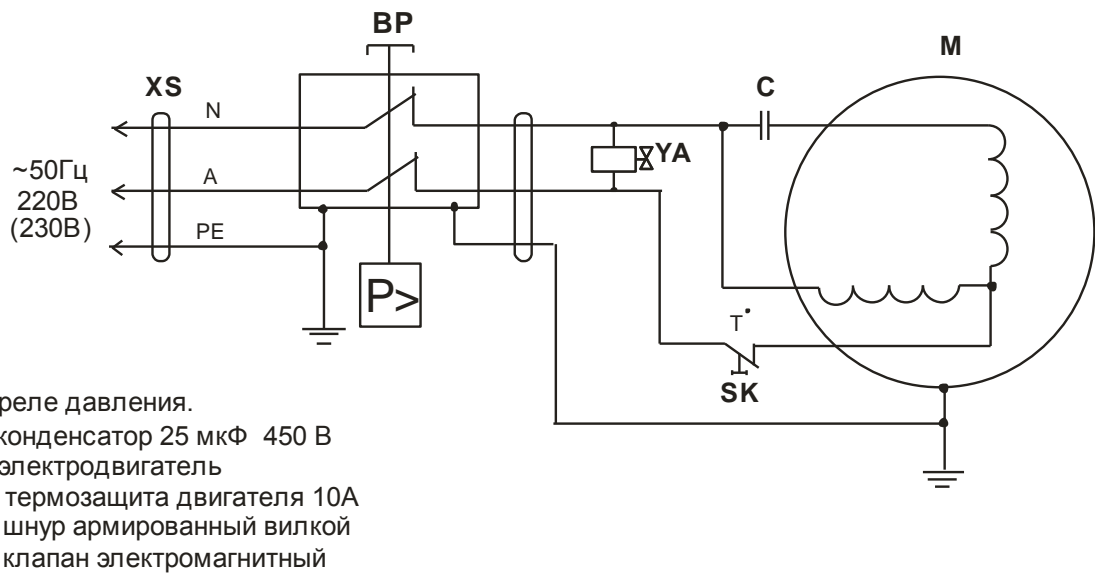 BP
M
XS
C
N
YA
~50Гц
220В
(230В)
A
PE
P>
T°
SK
реле давления.
конденсатор 25 мкФ 450 В
электродвигатель
термозащита двигателя 10А
шнур армированный вилкой
клапан электромагнитный